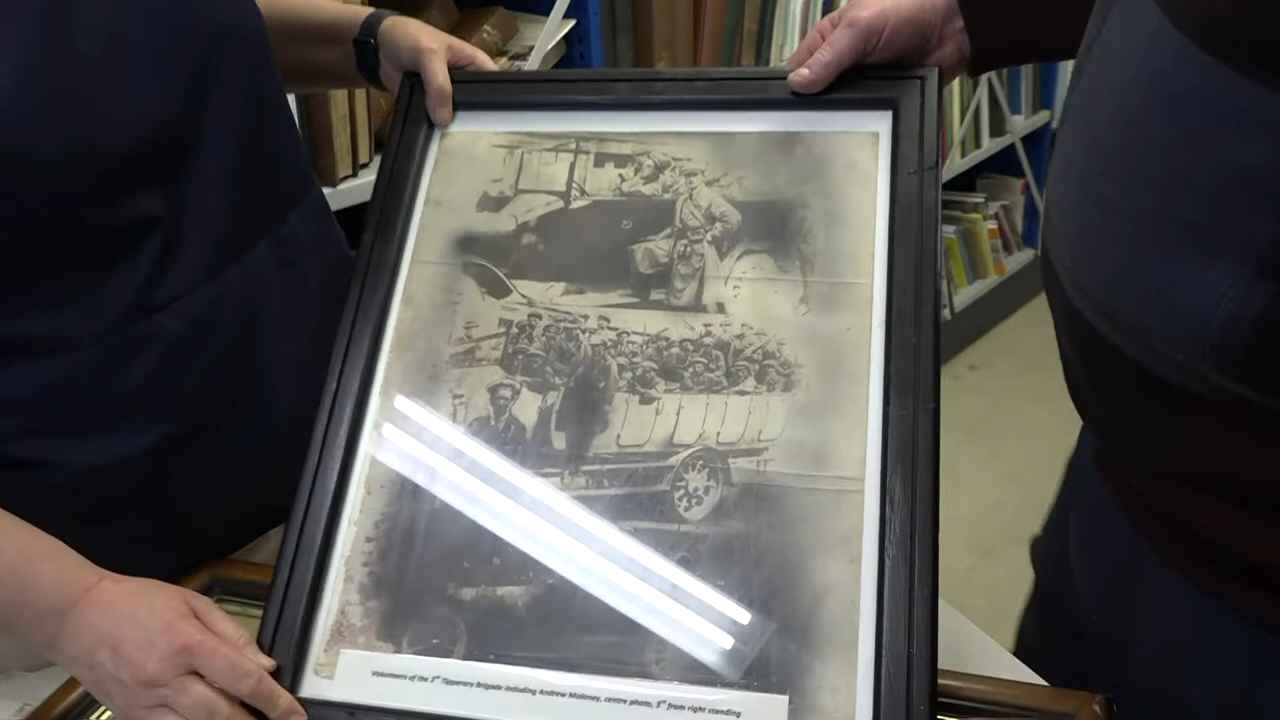 Volunteers of the 3rd Tipperary Brigade including Andrew Moloney, centre photo, 3rd from right standing